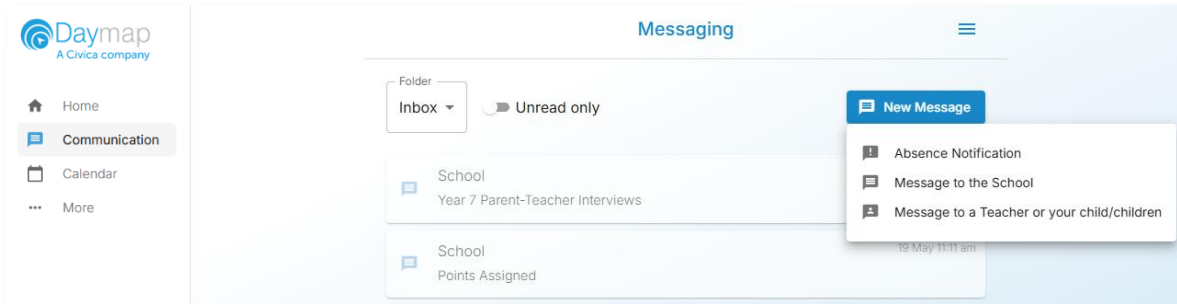 Daymap
A Civica company
Home
Communication
Calendar
More
Messaging
Folder
Inbox
Unread only
New Message
Absence Notification
Message to the School
Message to a Teacher or your child/children
School
Year 7 Parent-Teacher Interviews
School
19 May 11:11 am
Points Assigned